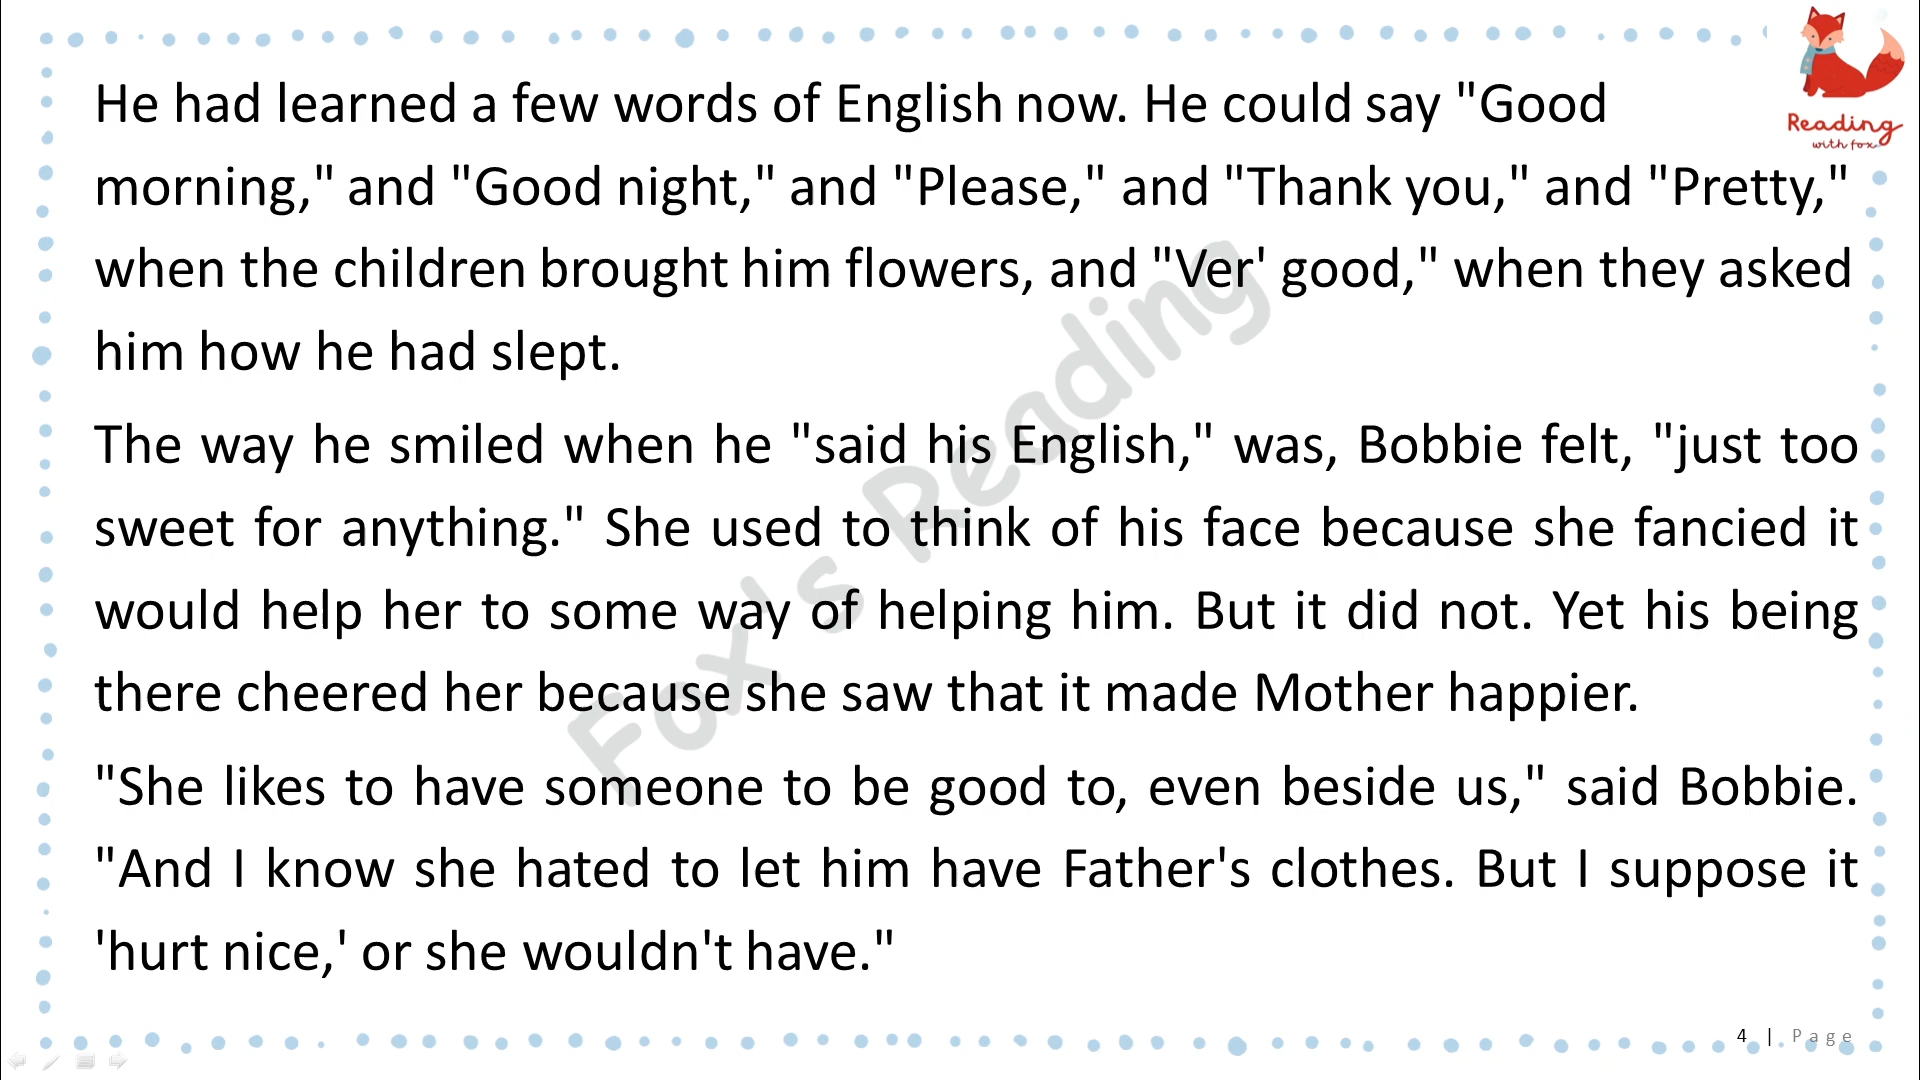 He had learned a few words of English now. He could say "Good
morning," and "Good night," and "Please," and "Thank you," and "Pretty,"
when the children brought him flowers, and "Ver' good," when they asked
him how he had slept.
The way he smiled when he "said his English," was, Bobbie felt, "just too
sweet for anything." She used to think of his face because she fancied it
would help her to some way of helping him. But it did not. Yet his being
there cheered her because she saw that it made Mother happier.
"She likes to have someone to be good to, even beside us," said Bobbie.
"And I know she hated to let him have Father's clothes. But I suppose it
'hurt nice,' or she wouldn't have."
Reading
with fox
Fox's Reading
4 | Page